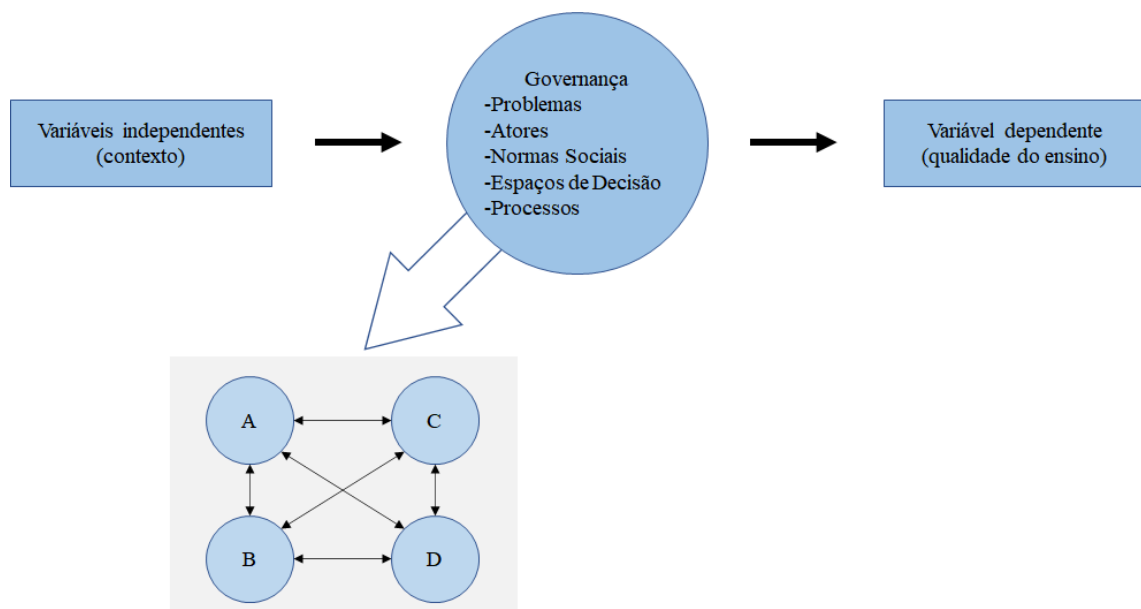 Variáveis independentes
(contexto)
Governança
-Problemas
-Atores
-Normas Sociais
-Espaços de Decisão
-Processos
Variável dependente
(qualidade do ensino)
A
C
B
D